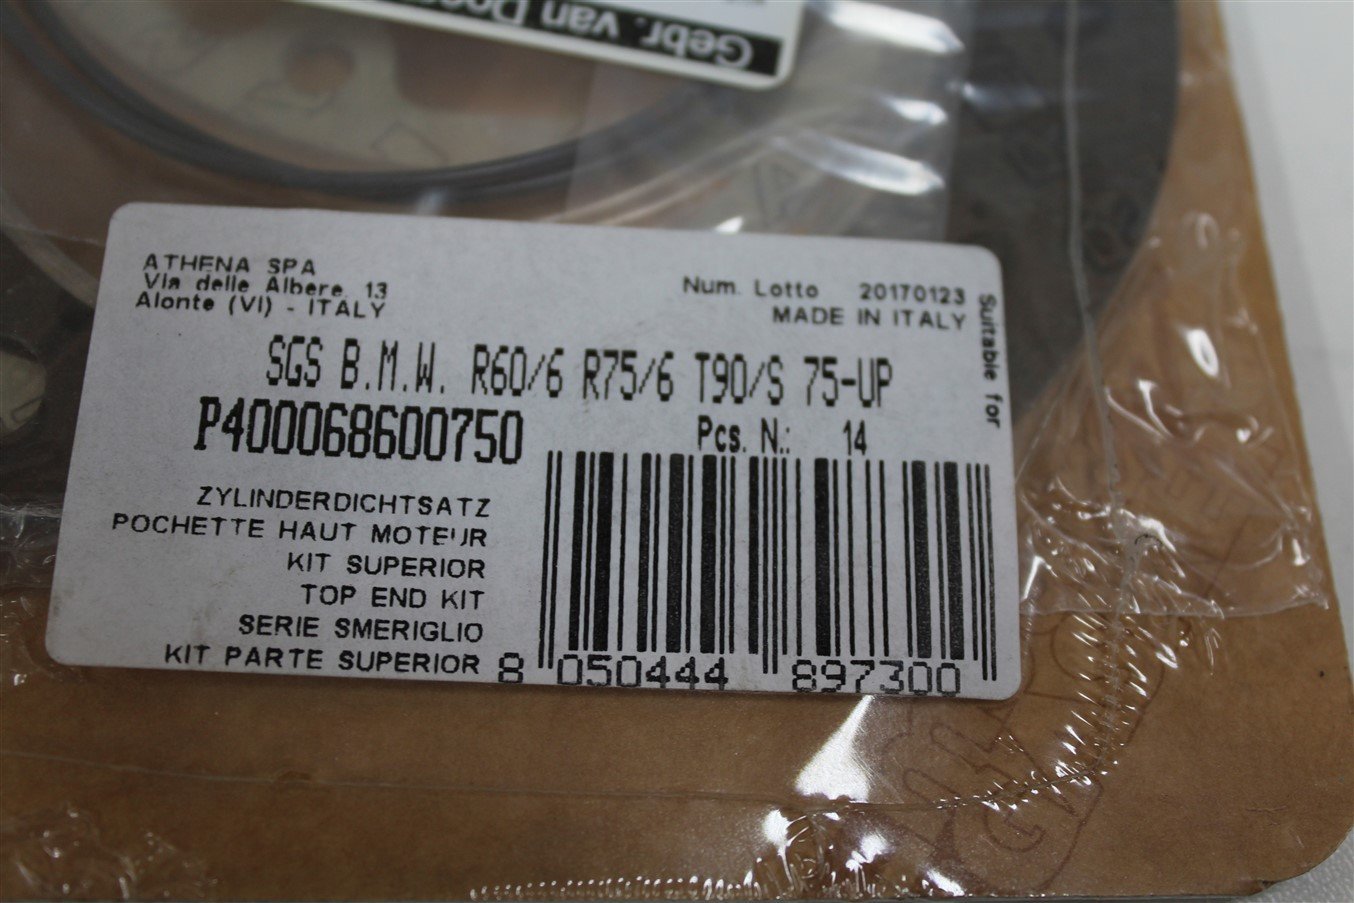 Gebr. van
ATHENA SPA
Via delle Albere, 13
Alonte (VI) - ITALY
Num. Lotto 20170123
MADE IN ITALY
Suitable for
SGS B.M.W. R60/6 R75/6 T90/S 75-UP
P400068600750 Pcs. N.: 14
ZYLINDERDICHTSATZ
POCHETTE HAUT MOTEUR
KIT SUPERIOR
TOP END KIT
SERIE SMERIGLIO
KIT PARTE SUPERIOR
8 050444 897300